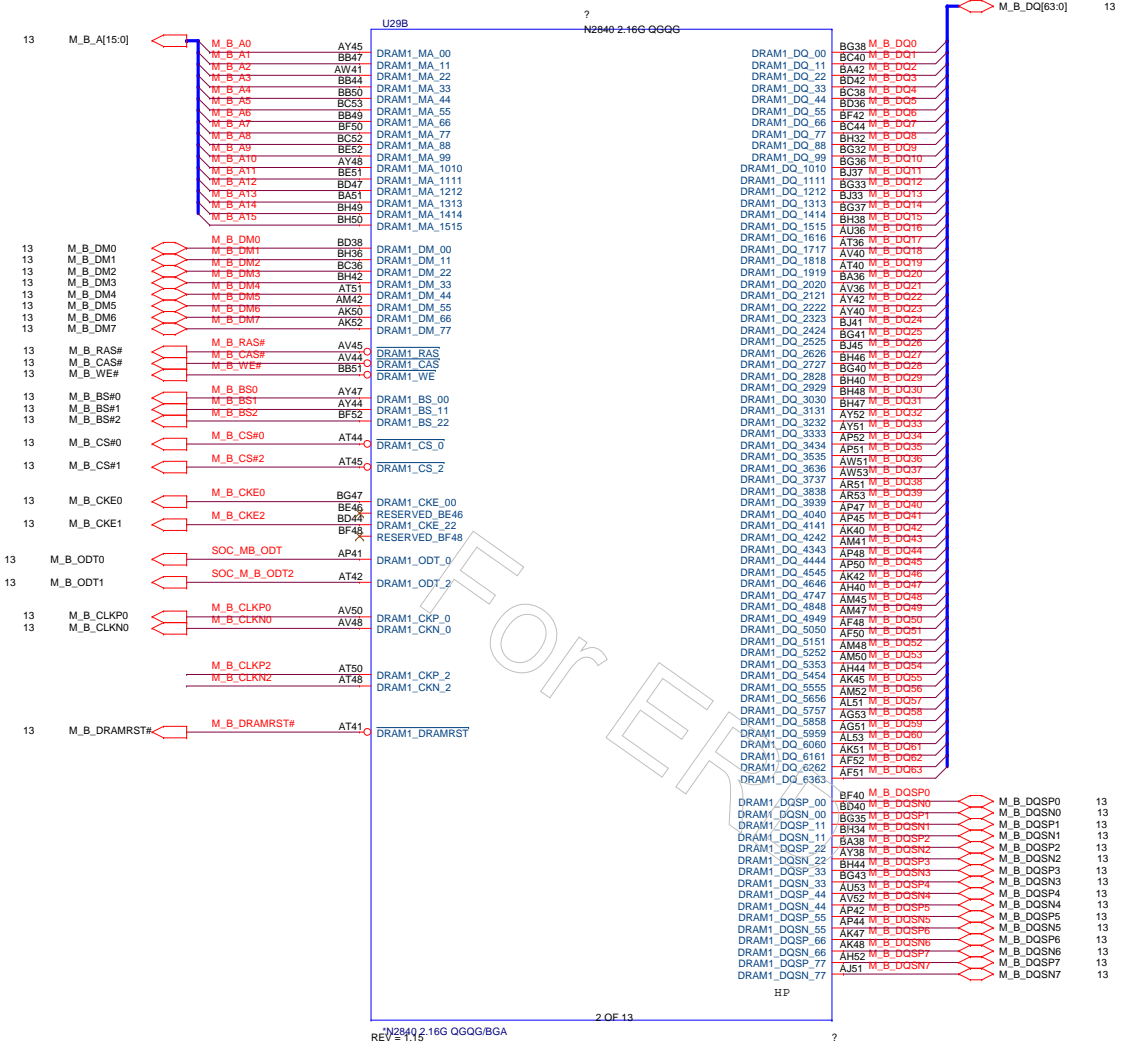 M_B_DQ[63:0] 13
?
U29B
N2840 2.16G QGQG
13 M_B_A[15:0]
M_B_A0 AY45 DRAM1_MA_00
M_B_A1 BB47 DRAM1_MA_11
M_B_A2 AW41 DRAM1_MA_22
M_B_A3 BB44 DRAM1_MA_33
M_B_A4 BB50 DRAM1_MA_44
M_B_A5 BC53 DRAM1_MA_55
M_B_A6 BB49 DRAM1_MA_66
M_B_A7 BF50 DRAM1_MA_77
M_B_A8 BC52 DRAM1_MA_88
M_B_A9 BE52 DRAM1_MA_99
M_B_A10 AY48 DRAM1_MA_1010
M_B_A11 BE51 DRAM1_MA_1111
M_B_A12 BD47 DRAM1_MA_1212
M_B_A13 BA51 DRAM1_MA_1313
M_B_A14 BH49 DRAM1_MA_1414
M_B_A15 BH50 DRAM1_MA_1515
13 M_B_DM0 M_B_DM0 BD38 DRAM1_DM_00
13 M_B_DM1 M_B_DM1 BH36 DRAM1_DM_11
13 M_B_DM2 M_B_DM2 BC36 DRAM1_DM_22
13 M_B_DM3 M_B_DM3 BH42 DRAM1_DM_33
13 M_B_DM4 M_B_DM4 AT51 DRAM1_DM_44
13 M_B_DM5 M_B_DM5 AM42 DRAM1_DM_55
13 M_B_DM6 M_B_DM6 AK50 DRAM1_DM_66
13 M_B_DM7 M_B_DM7 AK52 DRAM1_DM_77
13 M_B_RAS# M_B_RAS# AV45 DRAM1_RAS
13 M_B_CAS# M_B_CAS# AV44 DRAM1_CAS
13 M_B_WE# M_B_WE# BB51 DRAM1_WE
13 M_B_BS#0 M_B_BS0 AY47 DRAM1_BS_00
13 M_B_BS#1 M_B_BS1 AY44 DRAM1_BS_11
13 M_B_BS#2 M_B_BS2 BF52 DRAM1_BS_22
13 M_B_CS#0 M_B_CS#0 AT44 DRAM1_CS_0
13 M_B_CS#1 M_B_CS#2 AT45 DRAM1_CS_2
13 M_B_CKE0 M_B_CKE0 BG47 DRAM1_CKE_00
BE46 RESERVED_BE46
13 M_B_CKE1 M_B_CKE2 BD44 DRAM1_CKE_22
BF48 RESERVED_BF48
13 M_B_ODT0 SOC_MB_ODT AP41 DRAM1_ODT_0
13 M_B_ODT1 SOC_M_B_ODT2 AT42 DRAM1_ODT_2
13 M_B_CLKP0 M_B_CLKP0 AV50 DRAM1_CKP_0
13 M_B_CLKN0 M_B_CLKN0 AV48 DRAM1_CKN_0
M_B_CLKP2 AT50 DRAM1_CKP_2
M_B_CLKN2 AT48 DRAM1_CKN_2
13 M_B_DRAMRST# M_B_DRAMRST# AT41 DRAM1_DRAMRST
DRAM1_DQ_00 BG38 M_B_DQ0
DRAM1_DQ_11 BC40 M_B_DQ1
DRAM1_DQ_22 BA42 M_B_DQ2
DRAM1_DQ_33 BD42 M_B_DQ3
DRAM1_DQ_44 BC38 M_B_DQ4
DRAM1_DQ_55 BD36 M_B_DQ5
DRAM1_DQ_66 BF42 M_B_DQ6
DRAM1_DQ_77 BC44 M_B_DQ7
DRAM1_DQ_88 BH32 M_B_DQ8
DRAM1_DQ_99 BG32 M_B_DQ9
DRAM1_DQ_1010 BG36 M_B_DQ10
DRAM1_DQ_1111 BJ37 M_B_DQ11
DRAM1_DQ_1212 BG33 M_B_DQ12
DRAM1_DQ_1313 BJ33 M_B_DQ13
DRAM1_DQ_1414 BG37 M_B_DQ14
DRAM1_DQ_1515 BH38 M_B_DQ15
DRAM1_DQ_1616 AU36 M_B_DQ16
DRAM1_DQ_1717 AT36 M_B_DQ17
DRAM1_DQ_1818 AV40 M_B_DQ18
DRAM1_DQ_1919 AT40 M_B_DQ19
DRAM1_DQ_2020 BA36 M_B_DQ20
DRAM1_DQ_2121 AV36 M_B_DQ21
DRAM1_DQ_2222 AY42 M_B_DQ22
DRAM1_DQ_2323 AY40 M_B_DQ23
DRAM1_DQ_2424 BJ41 M_B_DQ24
DRAM1_DQ_2525 BG41 M_B_DQ25
DRAM1_DQ_2626 BJ45 M_B_DQ26
DRAM1_DQ_2727 BH46 M_B_DQ27
DRAM1_DQ_2828 BG40 M_B_DQ28
DRAM1_DQ_2929 BH40 M_B_DQ29
DRAM1_DQ_3030 BH48 M_B_DQ30
DRAM1_DQ_3131 BH47 M_B_DQ31
DRAM1_DQ_3232 AY52 M_B_DQ32
DRAM1_DQ_3333 AY51 M_B_DQ33
DRAM1_DQ_3434 AP52 M_B_DQ34
DRAM1_DQ_3535 AP51 M_B_DQ35
DRAM1_DQ_3636 AW51 M_B_DQ36
DRAM1_DQ_3737 AW53 M_B_DQ37
DRAM1_DQ_3838 AR51 M_B_DQ38
DRAM1_DQ_3939 AR53 M_B_DQ39
DRAM1_DQ_4040 AP47 M_B_DQ40
DRAM1_DQ_4141 AP45 M_B_DQ41
DRAM1_DQ_4242 AK40 M_B_DQ42
DRAM1_DQ_4343 AM41 M_B_DQ43
DRAM1_DQ_4444 AP48 M_B_DQ44
DRAM1_DQ_4545 AP50 M_B_DQ45
DRAM1_DQ_4646 AK42 M_B_DQ46
DRAM1_DQ_4747 AH40 M_B_DQ47
DRAM1_DQ_4848 AM45 M_B_DQ48
DRAM1_DQ_4949 AM47 M_B_DQ49
DRAM1_DQ_5050 AF48 M_B_DQ50
DRAM1_DQ_5151 AF50 M_B_DQ51
DRAM1_DQ_5252 AM48 M_B_DQ52
DRAM1_DQ_5353 AM50 M_B_DQ53
DRAM1_DQ_5454 AH44 M_B_DQ54
DRAM1_DQ_5555 AK45 M_B_DQ55
DRAM1_DQ_5656 AM52 M_B_DQ56
DRAM1_DQ_5757 AL51 M_B_DQ57
DRAM1_DQ_5858 AG53 M_B_DQ58
DRAM1_DQ_5959 AG51 M_B_DQ59
DRAM1_DQ_6060 AL53 M_B_DQ60
DRAM1_DQ_6161 AK51 M_B_DQ61
DRAM1_DQ_6262 AF52 M_B_DQ62
DRAM1_DQ_6363 AF51 M_B_DQ63
DRAM1_DQSP_00 BF40 M_B_DQSP0 M_B_DQSP0 13
DRAM1_DQSN_00 BD40 M_B_DQSN0 M_B_DQSN0 13
DRAM1_DQSP_11 BG35 M_B_DQSP1 M_B_DQSP1 13
DRAM1_DQSN_11 BH34 M_B_DQSN1 M_B_DQSN1 13
DRAM1_DQSP_22 BA38 M_B_DQSP2 M_B_DQSP2 13
DRAM1_DQSN_22 AY38 M_B_DQSN2 M_B_DQSN2 13
DRAM1_DQSP_33 BH44 M_B_DQSP3 M_B_DQSP3 13
DRAM1_DQSN_33 BG43 M_B_DQSN3 M_B_DQSN3 13
DRAM1_DQSP_44 AU53 M_B_DQSP4 M_B_DQSP4 13
DRAM1_DQSN_44 AV52 M_B_DQSN4 M_B_DQSN4 13
DRAM1_DQSP_55 AP42 M_B_DQSP5 M_B_DQSP5 13
DRAM1_DQSN_55 AP44 M_B_DQSN5 M_B_DQSN5 13
DRAM1_DQSP_66 AK47 M_B_DQSP6 M_B_DQSP6 13
DRAM1_DQSN_66 AK48 M_B_DQSN6 M_B_DQSN6 13
DRAM1_DQSP_77 AH52 M_B_DQSP7 M_B_DQSP7 13
DRAM1_DQSN_77 AJ51 M_B_DQSN7 M_B_DQSN7 13
For
HP
2 OF 13
*N2840 2.16G QGQG/BGA
REV = 1.15
?